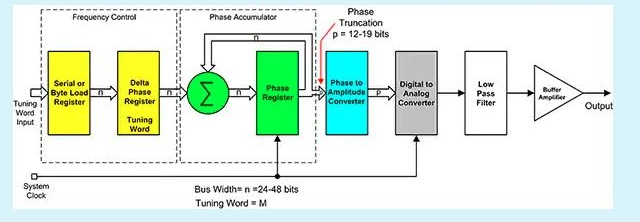 Frequency Control
Phase Accumulator
Phase
Truncation
p = 12-19 bits
n
Serial or
Byte Load
Register
n
Delta
Phase
Register
Tuning
Word
n
Σ
n
Phase
Register
Phase to
Amplitude
Converter
p
Digital to
Analog
Converter
Low
Pass
Filter
Buffer
Amplifier
Output
Tuning
Word
Input
System
Clock
Bus Width= n =24-48 bits
Tuning Word = M